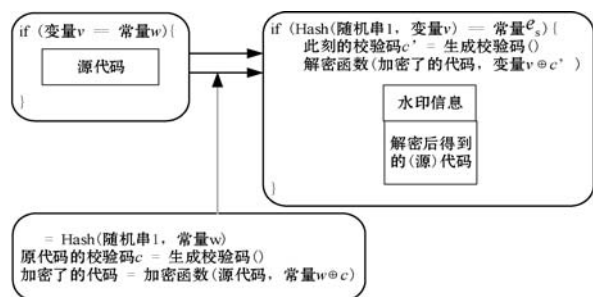 if (变量v == 常量w){
源代码
}
if (Hash(随机串1, 变量v) == 常量eₛ){
此刻的校验码c' = 生成校验码()
解密函数(加密了的代码, 变量v⊕c')
水印信息
解密后得到
的(源)代码
}
= Hash(随机串1, 常量w)
原代码的校验码c = 生成校验码()
加密了的代码 = 加密函数(源代码, 常量w⊕c)